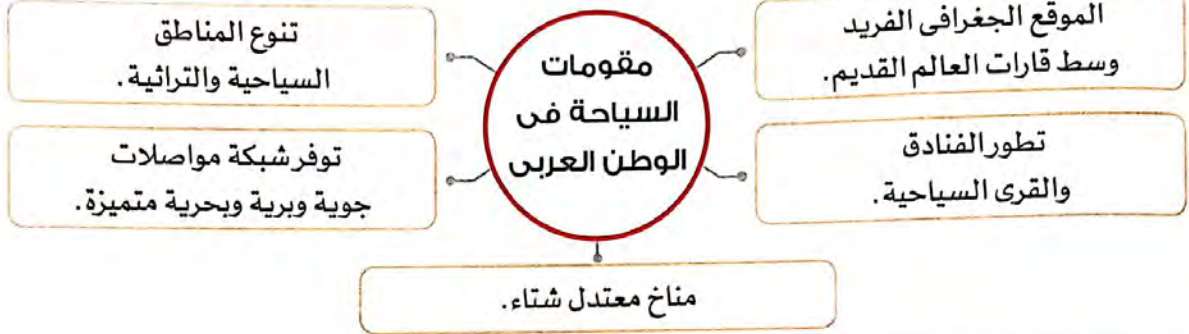 مقومات
السياحة فى
الوطن العربى
الموقع الجغرافى الفريد
وسط قارات العالم القديم.
تنوع المناطق
السياحية والتراثية.
تطور الفنادق
والقرى السياحية.
توفر شبكة مواصلات
جوية وبرية وبحرية متميزة.
مناخ معتدل شتاء.